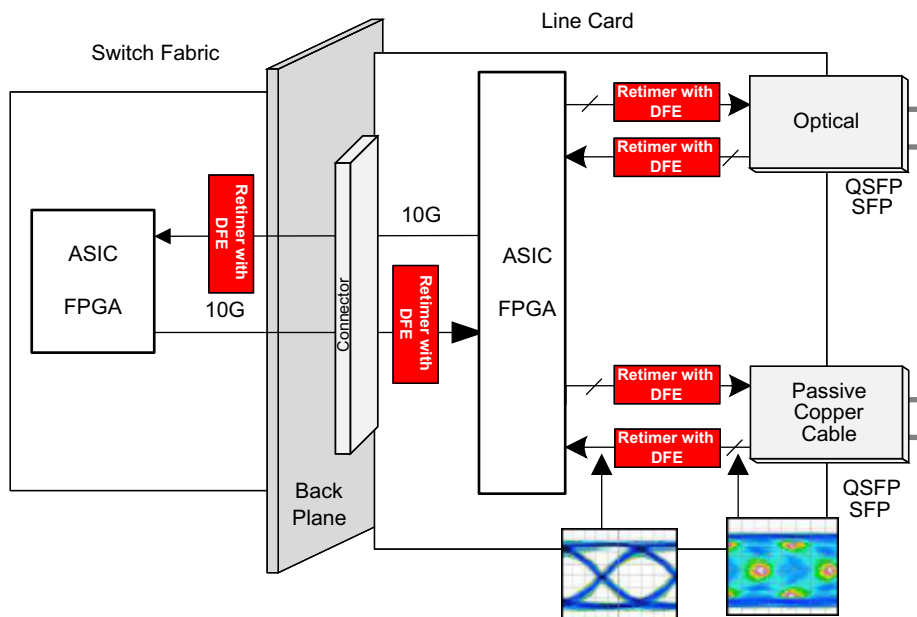 Line Card
Switch Fabric
Retimer with
DFE
Optical
Retimer with
DFE
QSFP
SFP
Retimer with
DFE
10G
ASIC
FPGA
ASIC
FPGA
10G
Connector
Retimer with
DFE
Retimer with
DFE
Passive
Copper
Cable
Retimer with
DFE
QSFP
SFP
Back
Plane